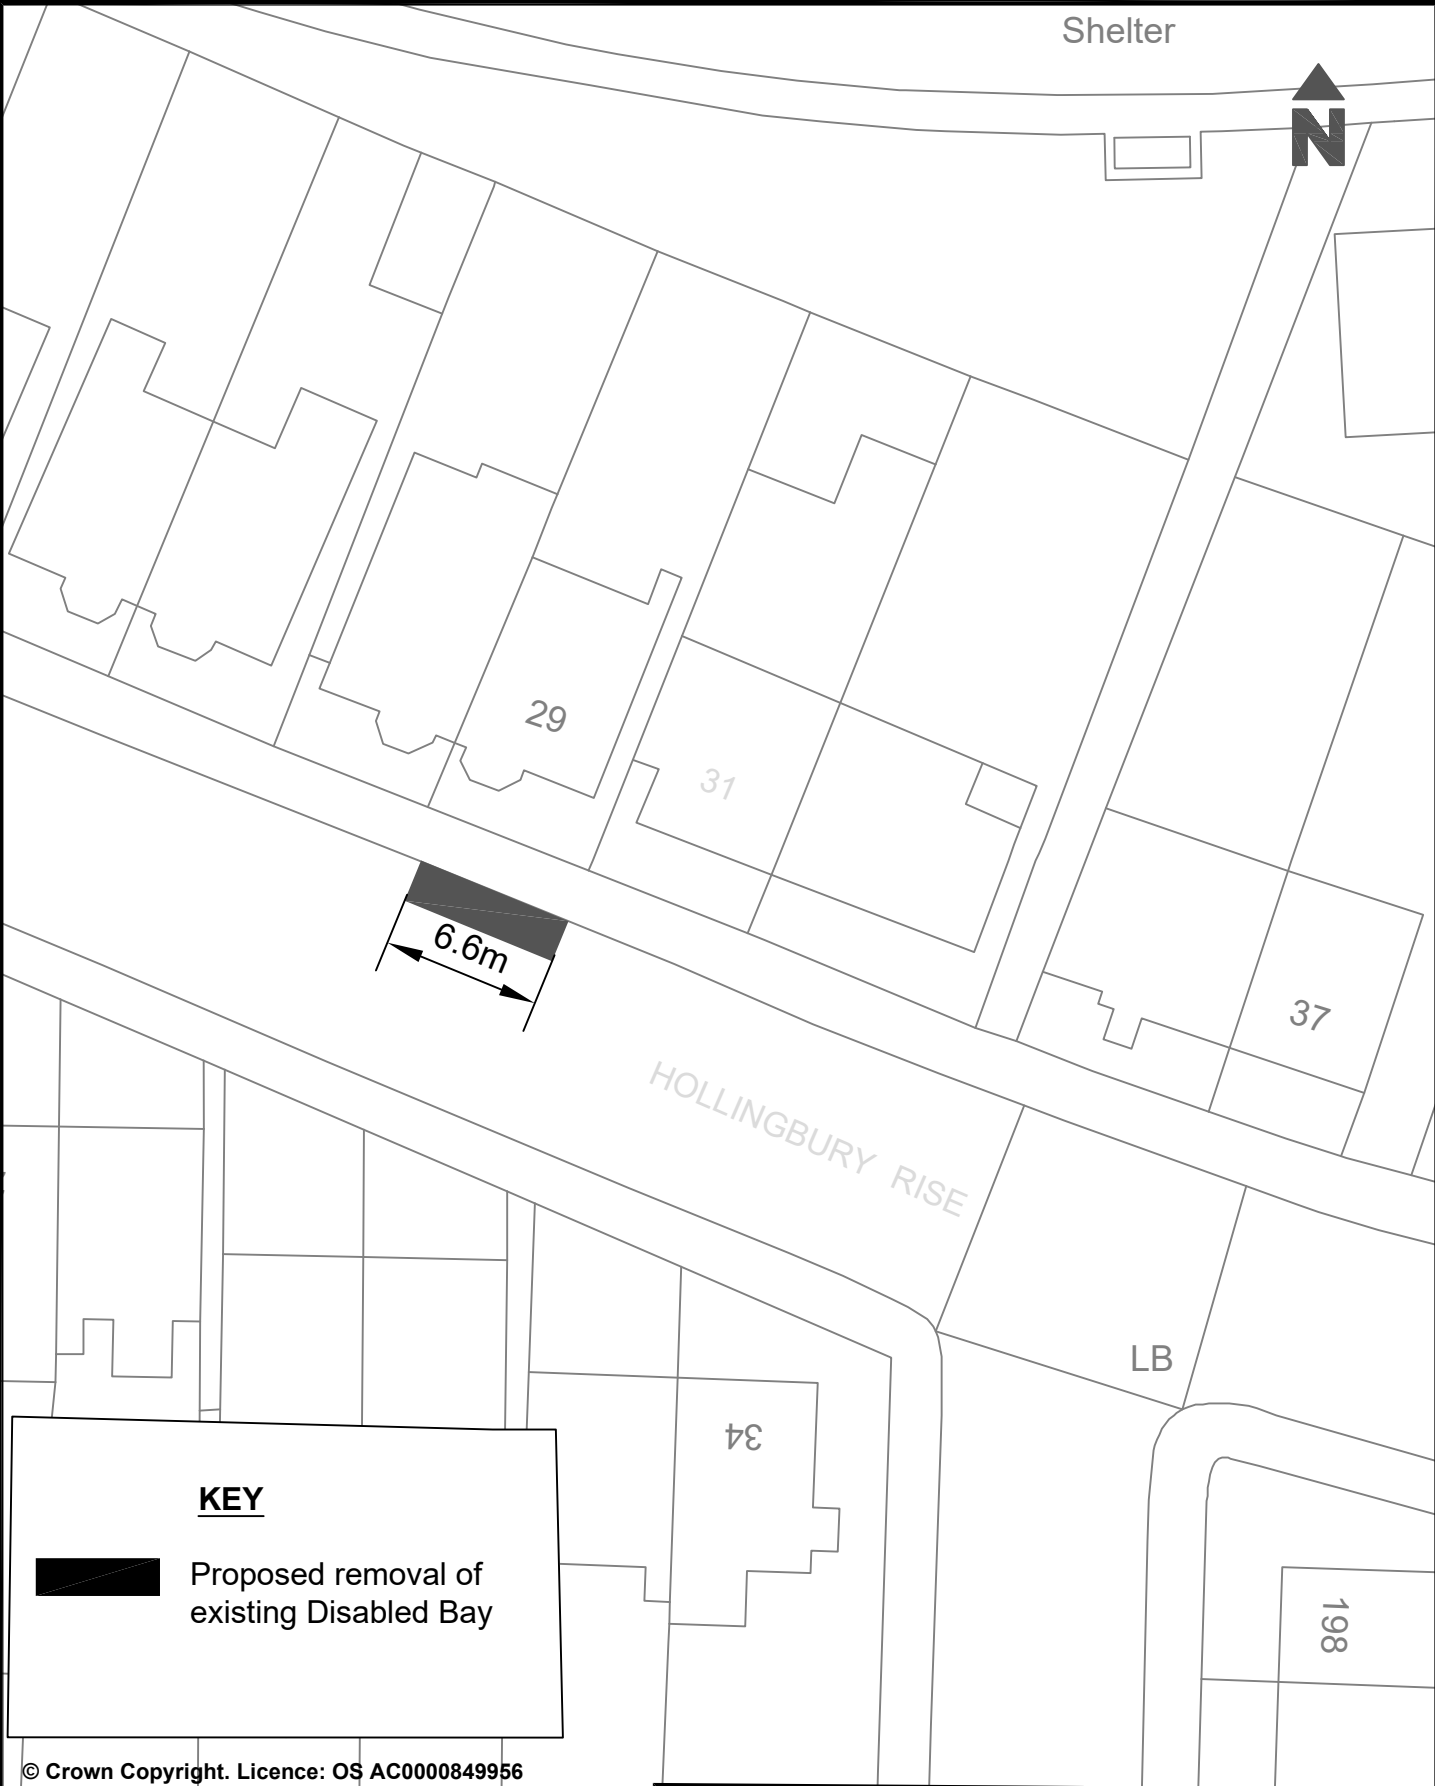 Shelter
N
29
31
6.6m
37
HOLLINGBURY RISE
LB
34
KEY
Proposed removal of
existing Disabled Bay
198
© Crown Copyright. Licence: OS AC0000849956